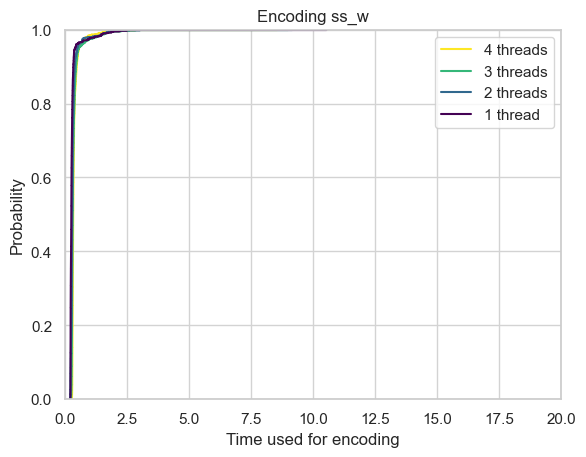 Encoding ss_w
1.0
0.8
0.6
0.4
0.2
0.0
Probability
4 threads
3 threads
2 threads
1 thread
0.0 2.5 5.0 7.5 10.0 12.5 15.0 17.5 20.0
Time used for encoding